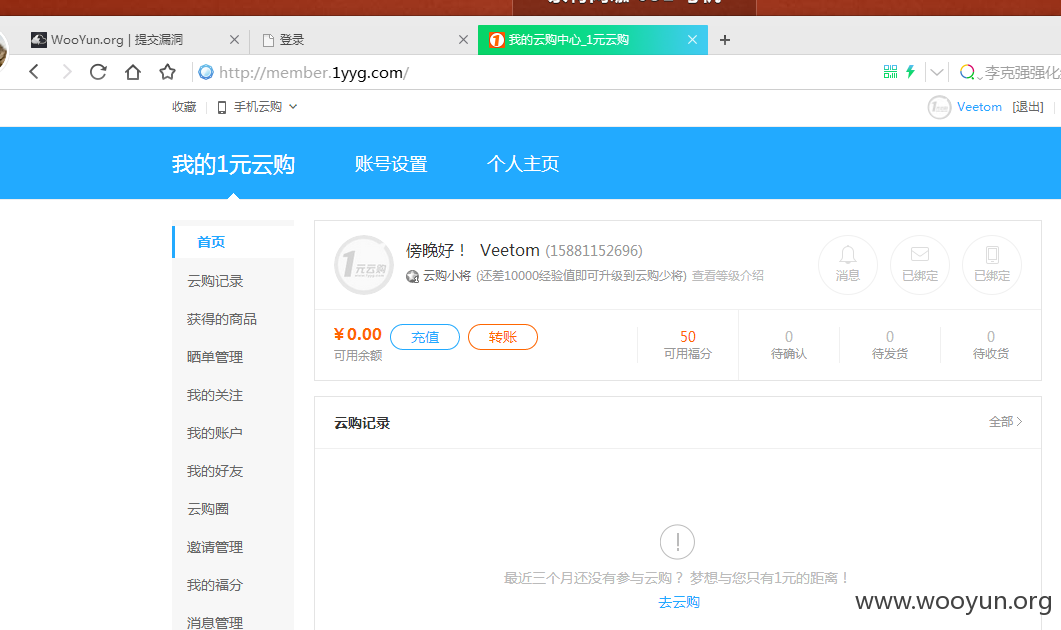 WooYun.org | 提交漏洞
登录
我的云购中心_1元云购
http://member.1yyg.com/
李克强强化
收藏 手机云购
Veetom [退出]
我的1元云购 账号设置 个人主页
首页
云购记录
获得的商品
晒单管理
我的关注
我的账户
我的好友
云购圈
邀请管理
我的福分
消息管理
1元云购
傍晚好！ Veetom (15881152696)
云购小将 (还差10000经验值即可升级到云购少将) 查看等级介绍
消息
已绑定
已绑定
¥0.00 充值 转账
可用余额
50
可用福分
0
待确认
0
待发货
0
待收货
云购记录 全部
最近三个月还没有参与云购？ 梦想与您只有1元的距离！
去云购
www.wooyun.org